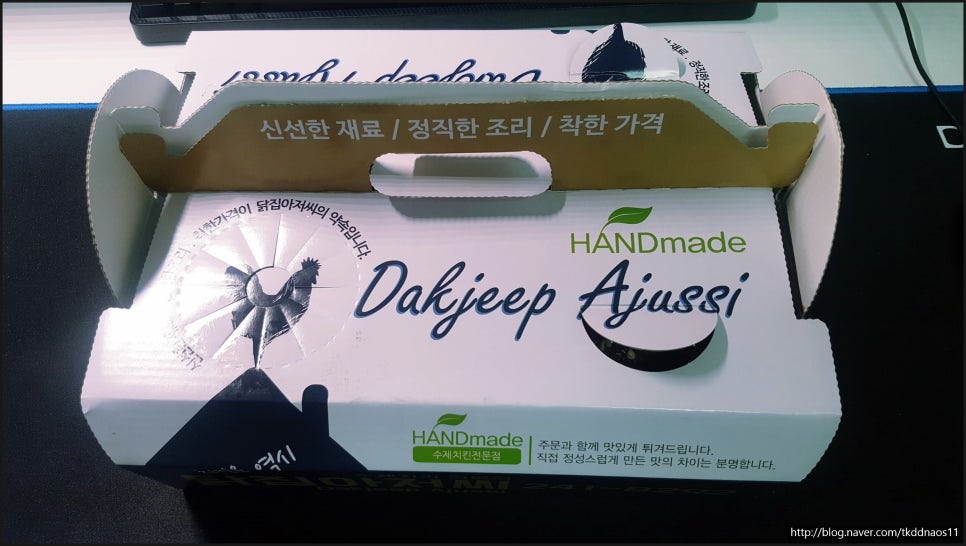 신선한 재료 / 정직한 조리 / 착한 가격
착한가격이 닭집아저씨의 약속입니다.
HANDmade
Dakjeep Ajussi
HANDmade
수제치킨전문점
주문과 함께 맛있게 튀겨드립니다.
직접 정성스럽게 만든 맛의 차이는 분명합니다.
역시
http://blog.naver.com/tkddnaos11